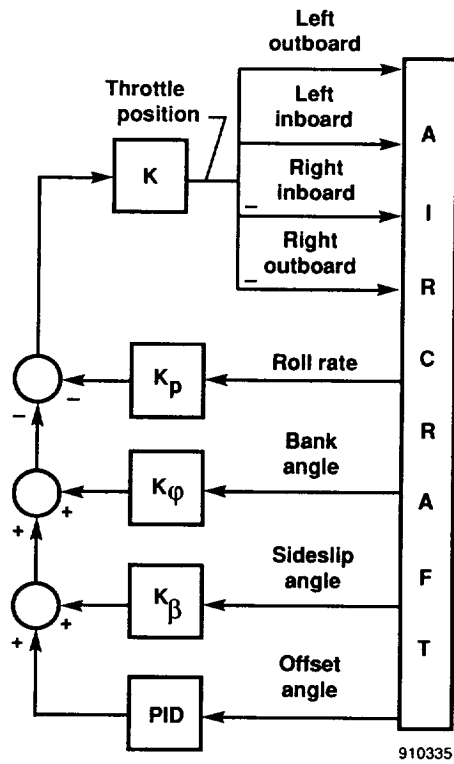 Left
outboard
Throttle
position
Left
inboard
K
Right
inboard
−
Right
outboard
−
Roll rate
Kp
− −
Bank
angle
Kφ
+ +
Sideslip
angle
Kβ
+ +
Offset
angle
PID
A
I
R
C
R
A
F
T
910335